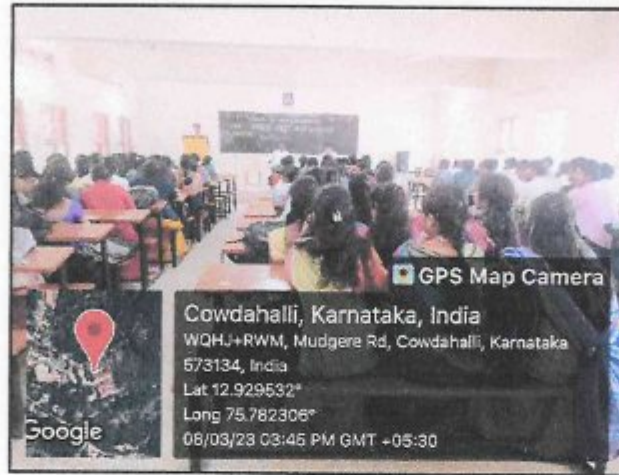 GPS Map Camera
Cowdahalli, Karnataka, India
WQHJ+RWM, Mudgere Rd, Cowdahalli, Karnataka
573134, India
Lat 12.929532°
Long 75.782306°
08/03/23 03:45 PM GMT +05:30
Google